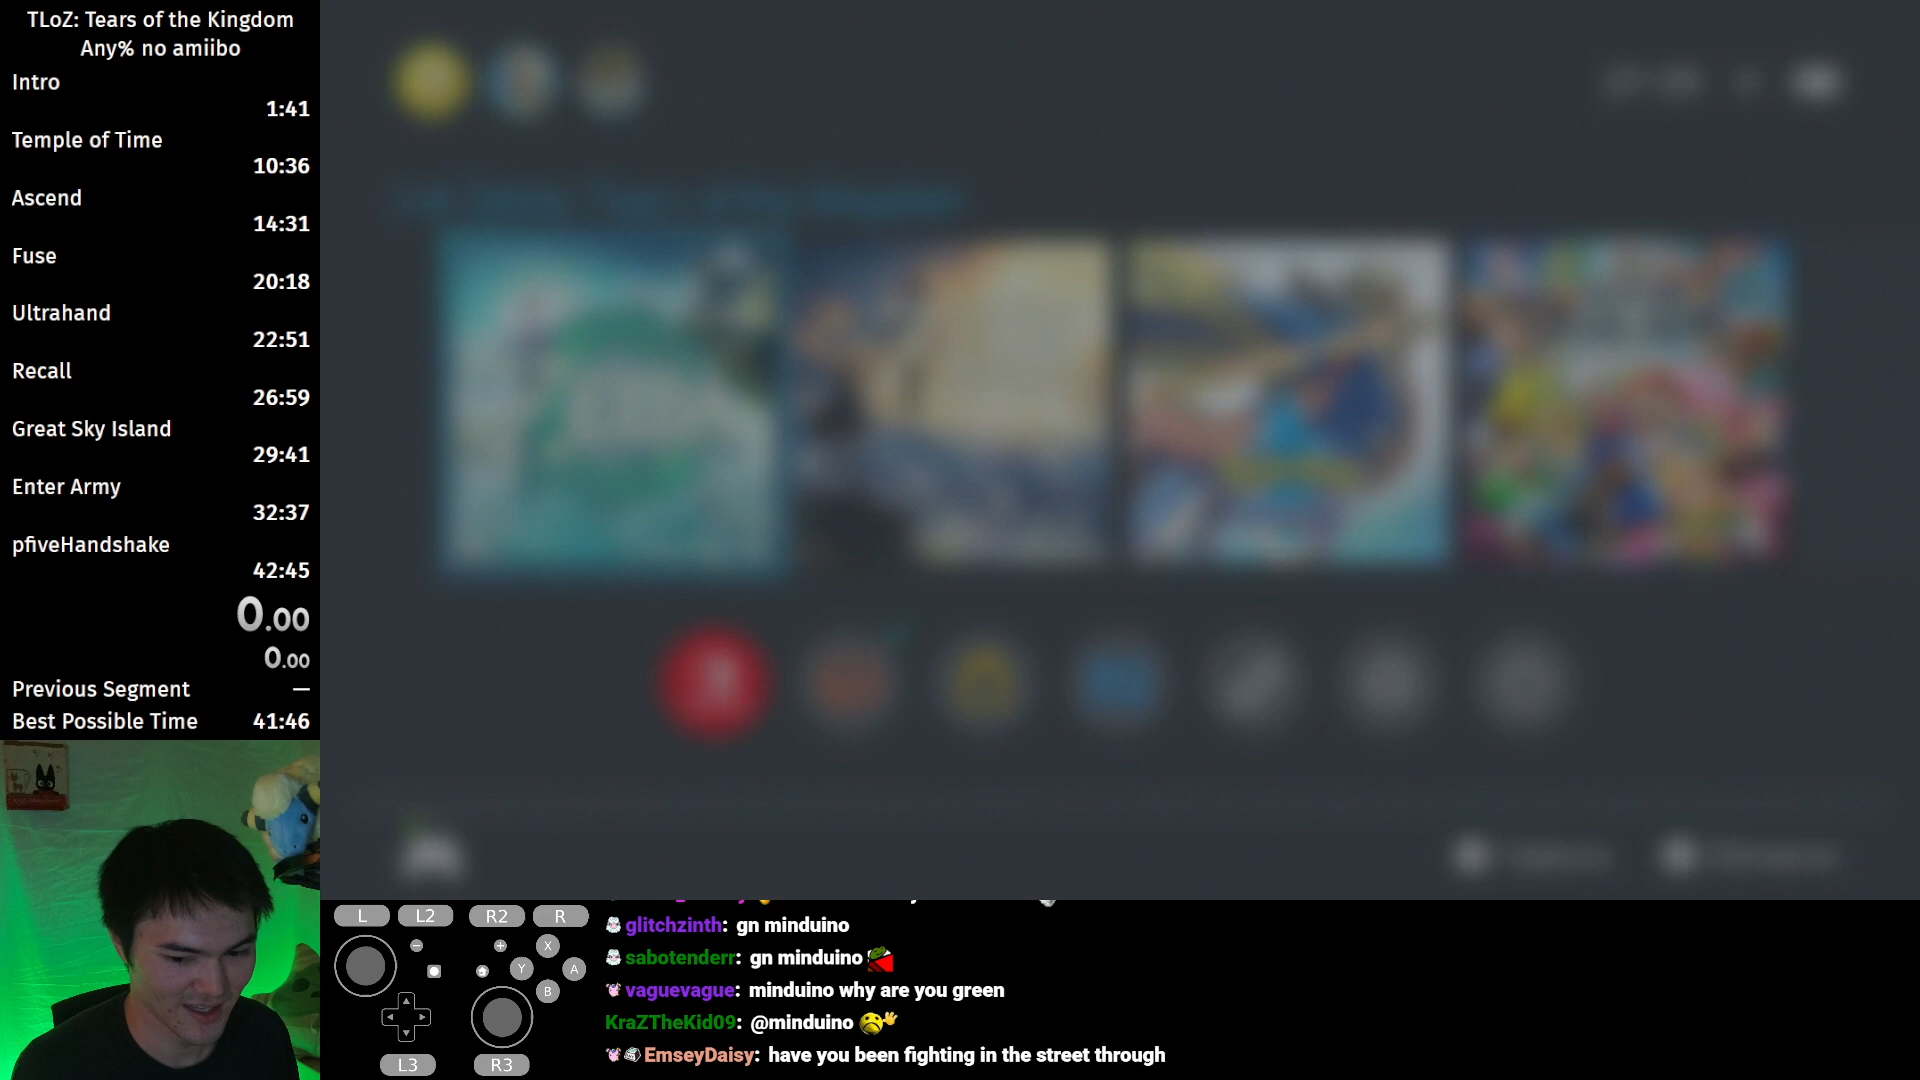 TLoZ: Tears of the Kingdom
Any% no amiibo
Intro
1:41
Temple of Time
10:36
Ascend
14:31
Fuse
20:18
Ultrahand
22:51
Recall
26:59
Great Sky Island
29:41
Enter Army
32:37
pfiveHandshake
42:45
0.00
0.00
Previous Segment —
Best Possible Time 41:46
L L2 R2 R
X
Y A
B
L3 R3
glitchzinth: gn minduino
sabotenderr: gn minduino
vaguevague: minduino why are you green
KraZTheKid09: @minduino
EmseyDaisy: have you been fighting in the street through